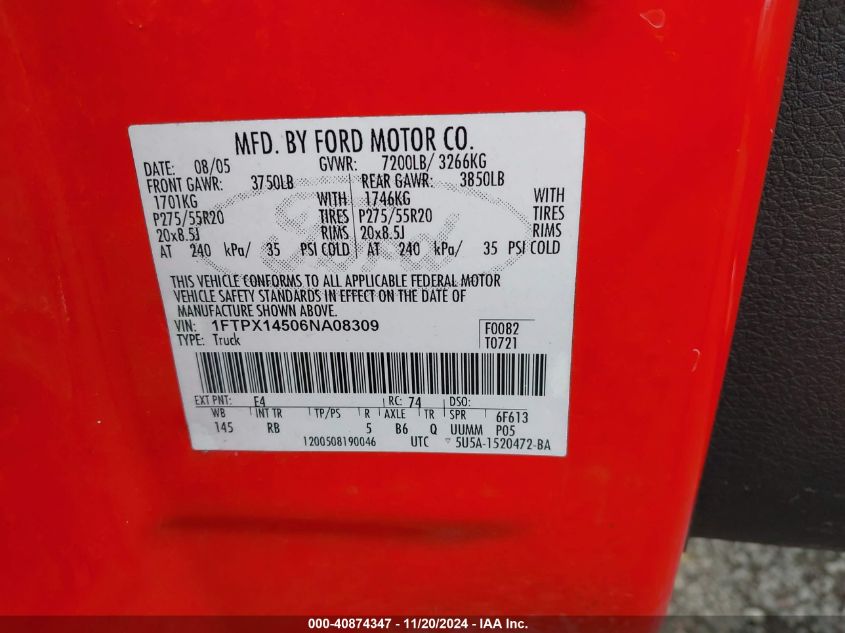 MFD. BY FORD MOTOR CO.
DATE: 08/05 GVWR: 7200LB/ 3266KG
FRONT GAWR: 3750LB REAR GAWR: 3850LB
1701KG WITH 1746KG WITH
P275/55R20 TIRES P275/55R20 TIRES
20x8.5J RIMS 20x8.5J RIMS
AT 240 kPa/ 35 PSI COLD AT 240 kPa/ 35 PSI COLD
Ford
THIS VEHICLE CONFORMS TO ALL APPLICABLE FEDERAL MOTOR
VEHICLE SAFETY STANDARDS IN EFFECT ON THE DATE OF
MANUFACTURE SHOWN ABOVE.
VIN: 1FTPX14506NA08309 F0082
TYPE: Truck T0721
EXT PNT: E4 RC: 74 DSO:
WB INT TR TP/PS R AXLE TR SPR 6F613
145 RB 5 B6 Q UUMM P05
1200508190046 UTC ▽5U5A-1520472-BA
000-40874347 - 11/20/2024 - IAA Inc.